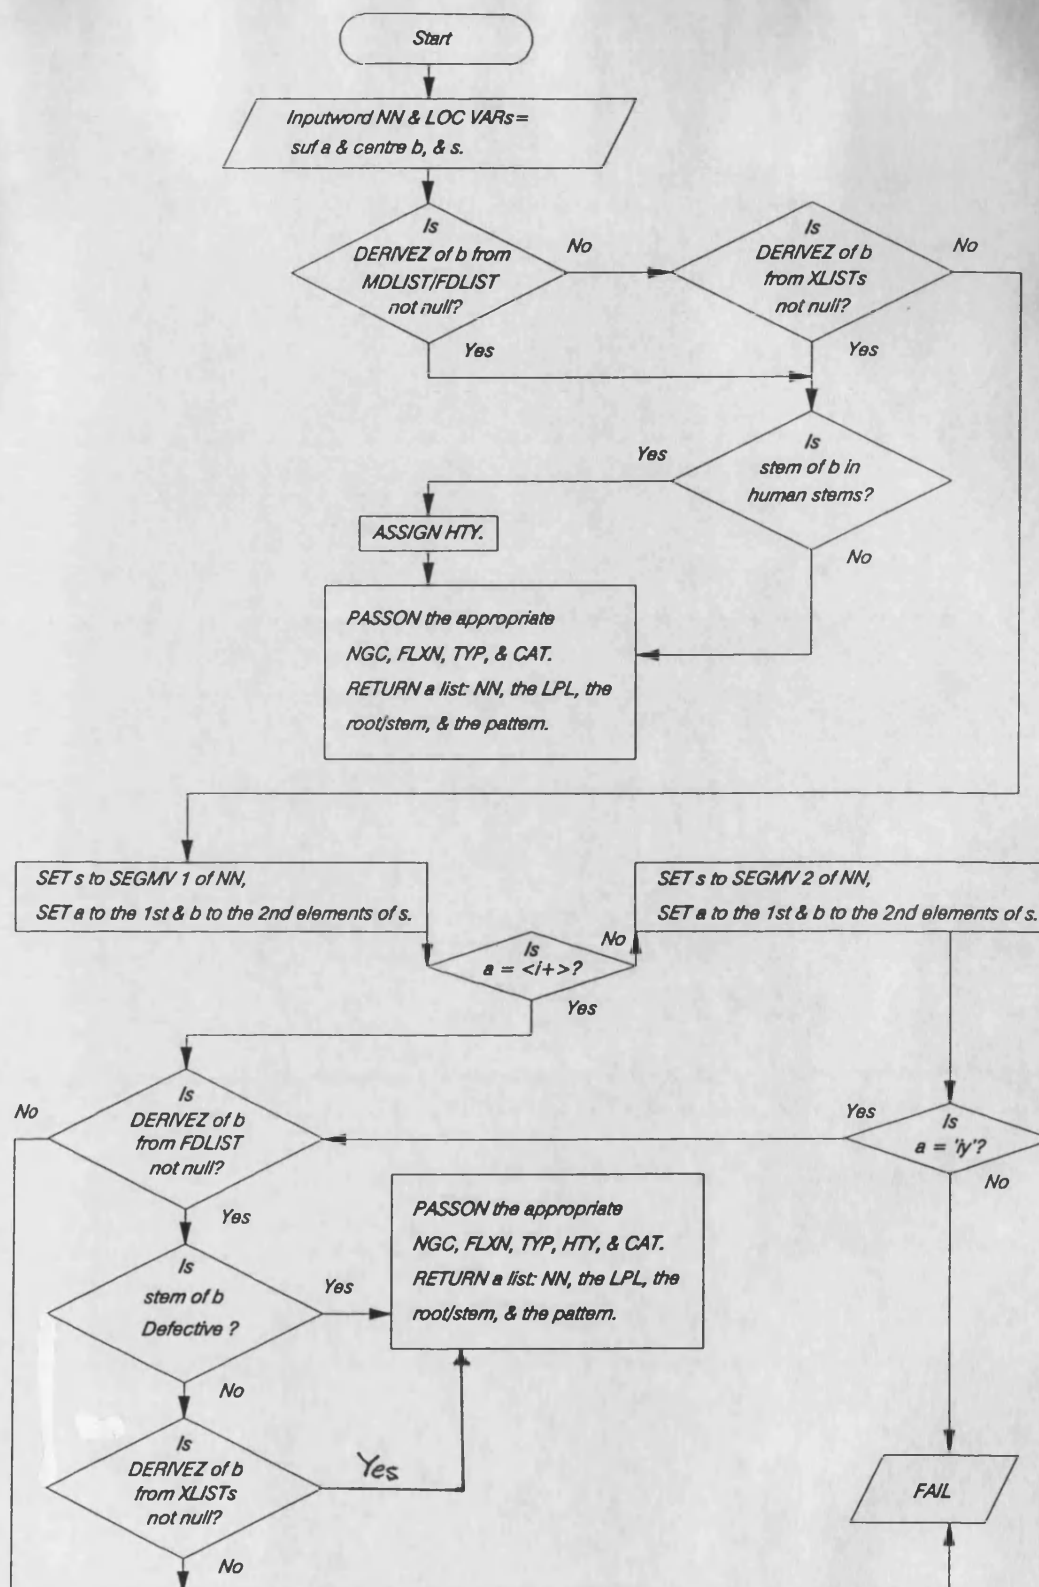 Start
Inputword NN & LOC VARs=
suf a & centre b, & s.
Is
DERIVEZ of b from
MDLIST/FDLIST
not null?
No
Is
DERIVEZ of b
from XLISTs
not null?
No
Yes
Yes
Is
stem of b in
human stems?
Yes
No
ASSIGN HTY.
PASSON the appropriate
NGC, FLXN, TYP, & CAT.
RETURN a list: NN, the LPL, the
root/stem, & the pattern.
SET s to SEGMV 1 of NN,
SET a to the 1st & b to the 2nd elements of s.
SET s to SEGMV 2 of NN,
SET a to the 1st & b to the 2nd elements of s.
Is
a = <i+>?
No
Yes
Is
DERIVEZ of b
from FDLIST
not null?
No
Yes
Is
a = 'iy'?
Yes
No
Is
stem of b
Defective ?
Yes
No
PASSON the appropriate
NGC, FLXN, TYP, HTY, & CAT.
RETURN a list: NN, the LPL, the
root/stem, & the pattern.
Is
DERIVEZ of b
from XLISTs
not null?
Yes
No
FAIL